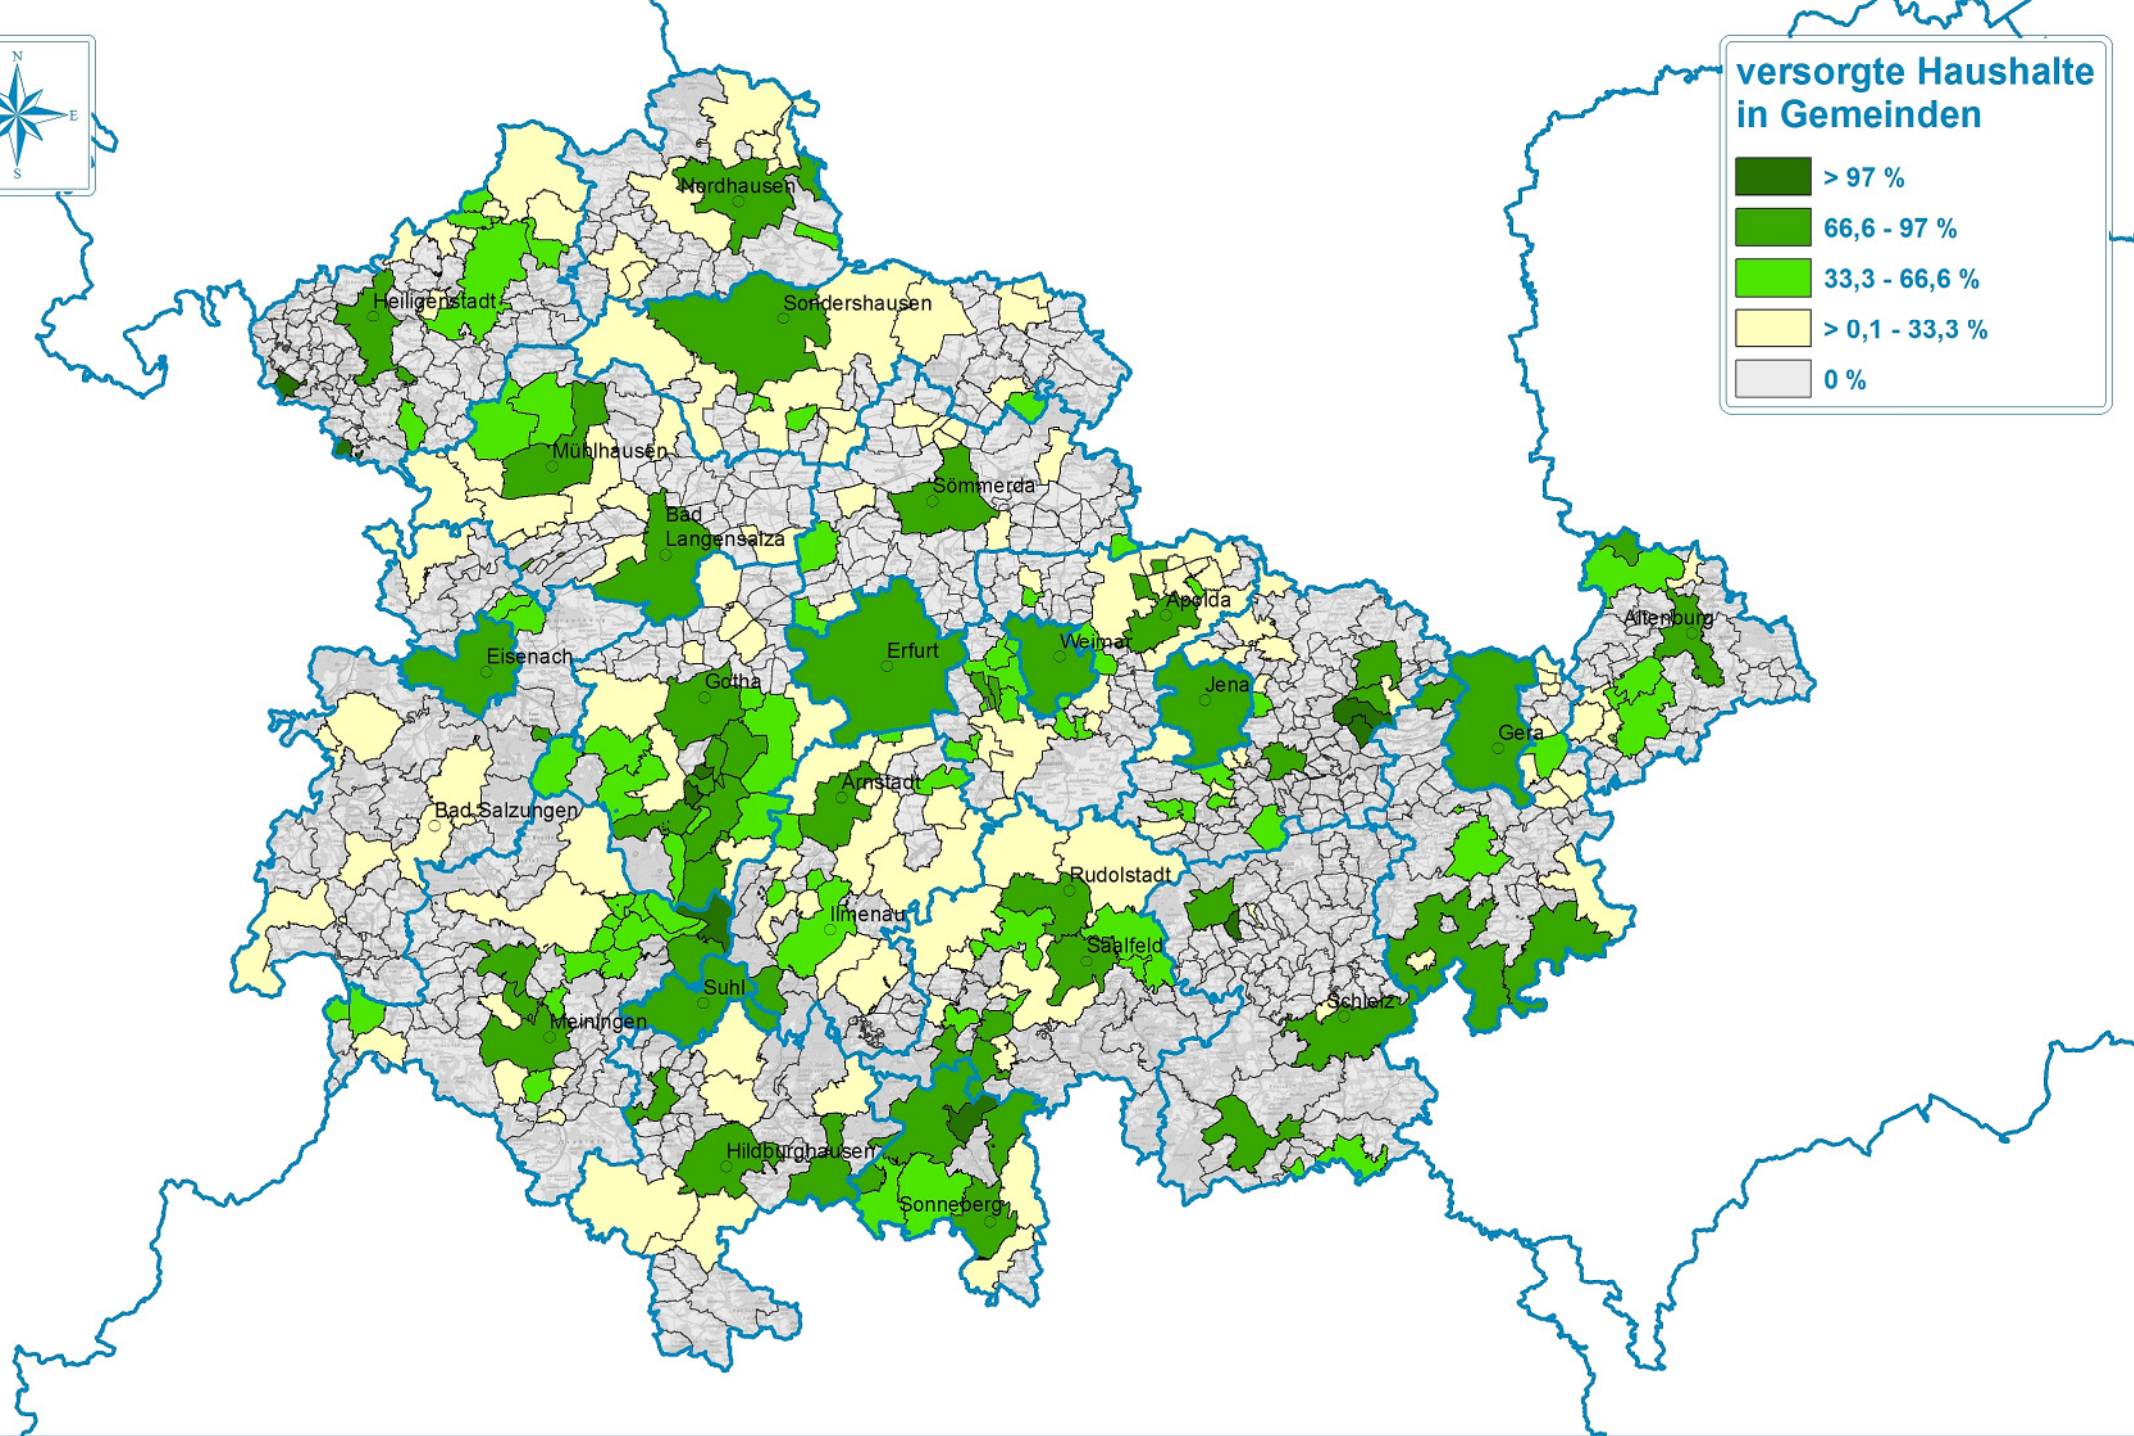 N
E
S
versorgte Haushalte
in Gemeinden
> 97 %
66,6 - 97 %
33,3 - 66,6 %
> 0,1 - 33,3 %
0 %
Nordhausen
Heiligenstadt
Sondershausen
Mühlhausen
Sömmerda
Bad
Langensalza
Apolda
Altenburg
Eisenach
Erfurt
Weimar
Gotha
Jena
Gera
Arnstadt
Bad Salzungen
Rudolstadt
Ilmenau
Saalfeld
Suhl
Schleiz
Meiningen
Hildburghausen
Sonneberg